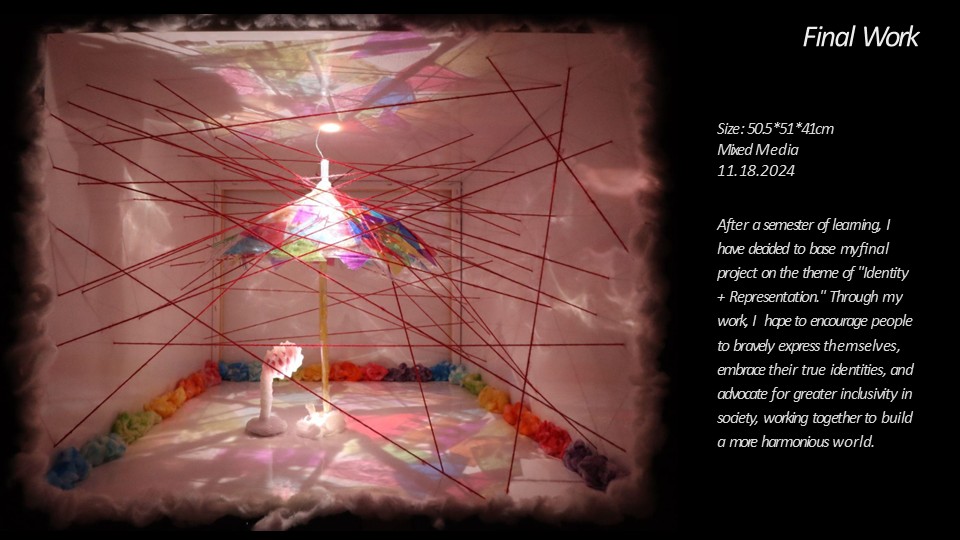 Final Work
Size: 50.5*51*41cm
Mixed Media
11.18.2024
After a semester of learning, I
have decided to base my final
project on the theme of "Identity
+ Representation." Through my
work, I hope to encourage people
to bravely express themselves,
embrace their true identities, and
advocate for greater inclusivity in
society, working together to build
a more harmonious world.